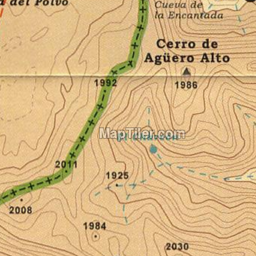 a del Polvo
Cueva de
la Encantada
Cerro de
Agüero Alto
1992
1986
MapTiler.com
2011
1925
2008
1984
2030